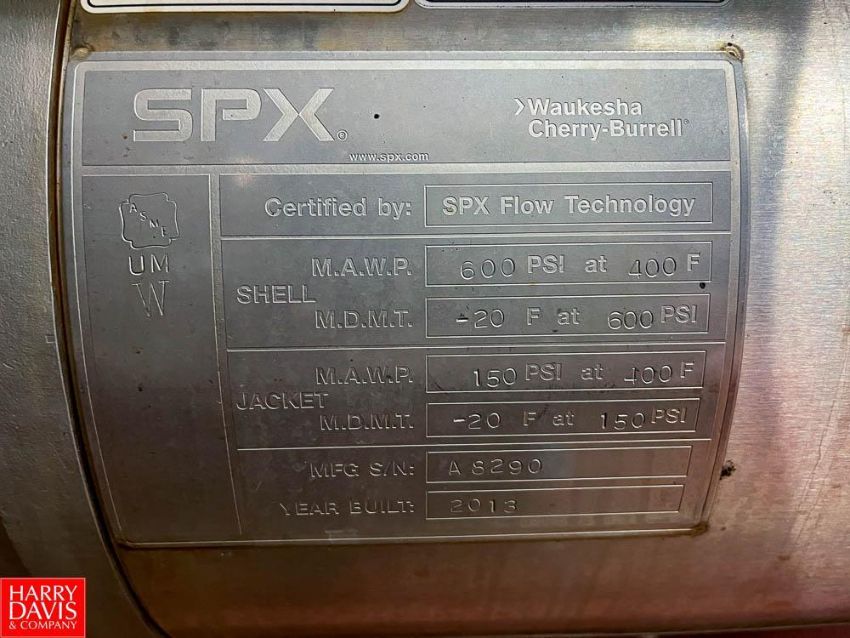 SPX®
www.spx.com
Waukesha
Cherry-Burrell®
ASME
UM
W
Certified by: SPX Flow Technology
SHELL
M.A.W.P. 600 PSI at 400 F
M.D.M.T. -20 F at 600 PSI
JACKET
M.A.W.P. 150 PSI at 400 F
M.D.M.T. -20 F at 150 PSI
MFG S/N: A8290
YEAR BUILT: 2013
HARRY
DAVIS
& COMPANY